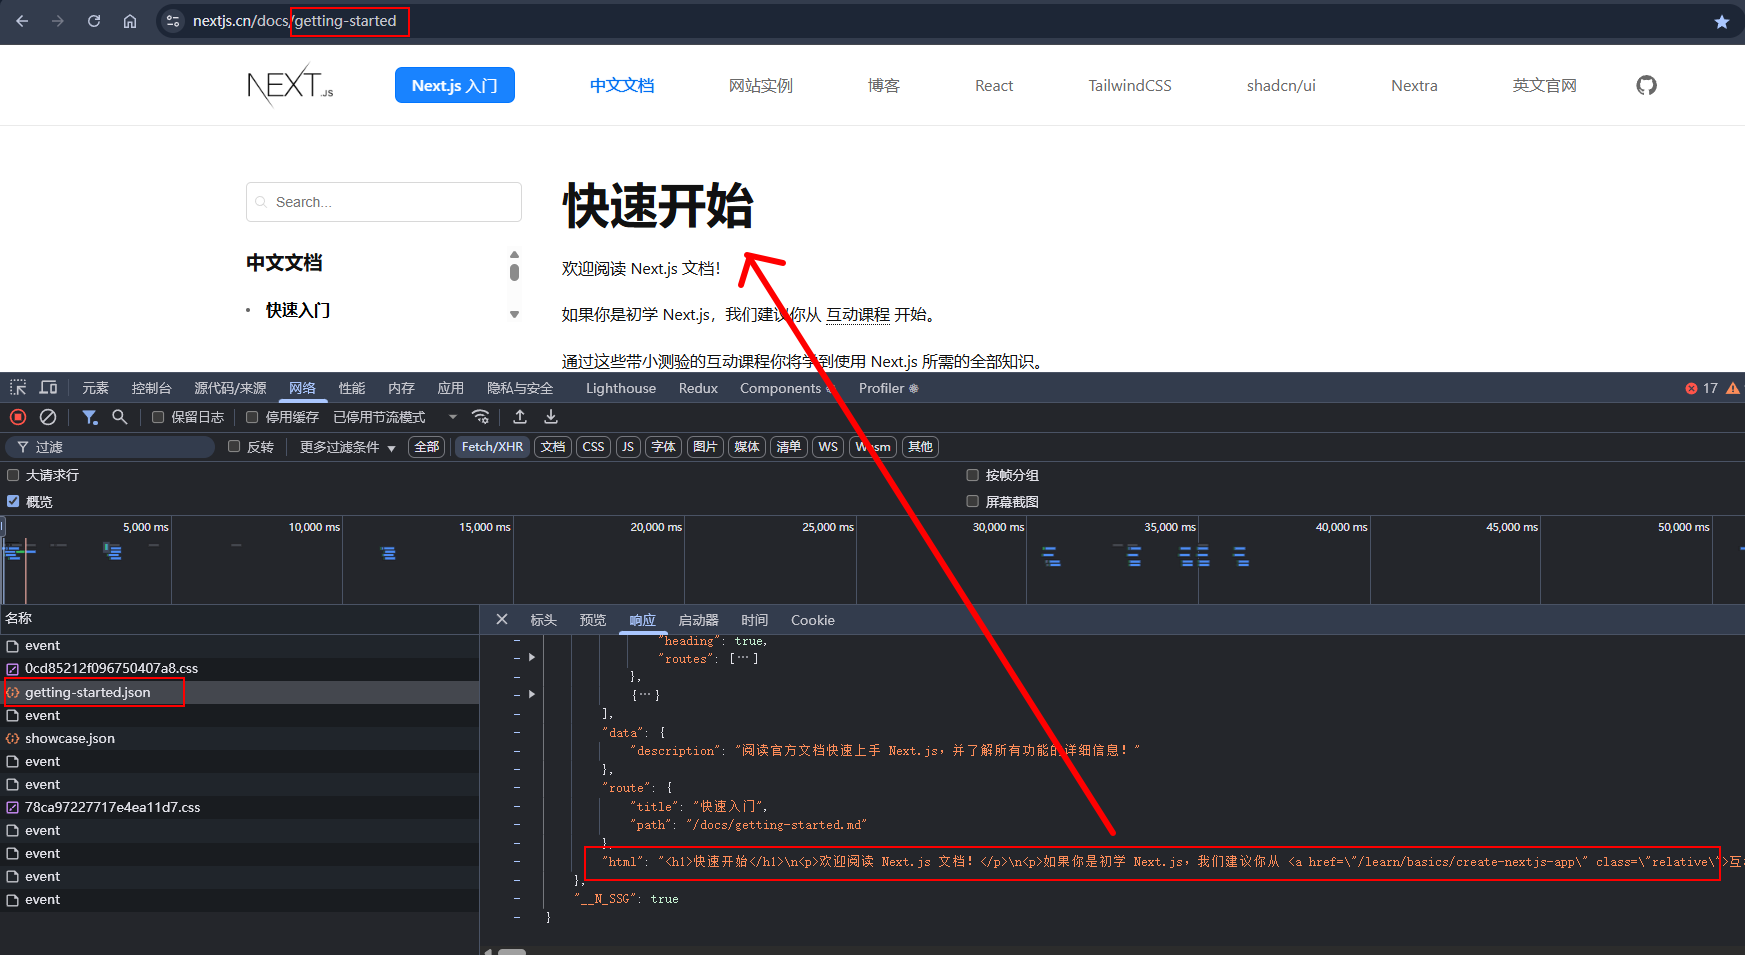 nextjs.cn/docs/getting-started
NEXT.JS
Next.js 入门
中文文档
网站实例
博客
React
TailwindCSS
shadcn/ui
Nextra
英文官网
Search...
中文文档
快速入门
快速开始
欢迎阅读 Next.js 文档！
如果你是初学 Next.js，我们建议你从 互动课程 开始。
通过这些带小测验的互动课程你将学到使用 Next.js 所需的全部知识。
元素 控制台 源代码/来源 网络 性能 内存 应用 隐私与安全 Lighthouse Redux Components Profiler 17
保留日志 停用缓存 已停用节流模式
过滤 反转 更多过滤条件 全部 Fetch/XHR 文档 CSS JS 字体 图片 媒体 清单 WS Wasm 其他
大请求行 按帧分组
概览 屏幕截图
5,000 ms 10,000 ms 15,000 ms 20,000 ms 25,000 ms 30,000 ms 35,000 ms 40,000 ms 45,000 ms 50,000 ms
名称
event
0cd85212f096750407a8.css
getting-started.json
event
showcase.json
event
event
78ca97227717e4ea11d7.css
event
event
event
event
标头 预览 响应 启动器 时间 Cookie
"heading": true,
"routes": […]
},
{…}
],
"data": {
"description": "阅读官方文档快速上手 Next.js，并了解所有功能的详细信息！"
},
"route": {
"title": "快速入门",
"path": "/docs/getting-started.md"
},
"html": "<h1>快速开始</h1>\n<p>欢迎阅读 Next.js 文档！</p>\n<p>如果你是初学 Next.js，我们建议你从 <a href=\"/learn/basics/create-nextjs-app\" class=\"relative\">互
},
"__N_SSG": true
}